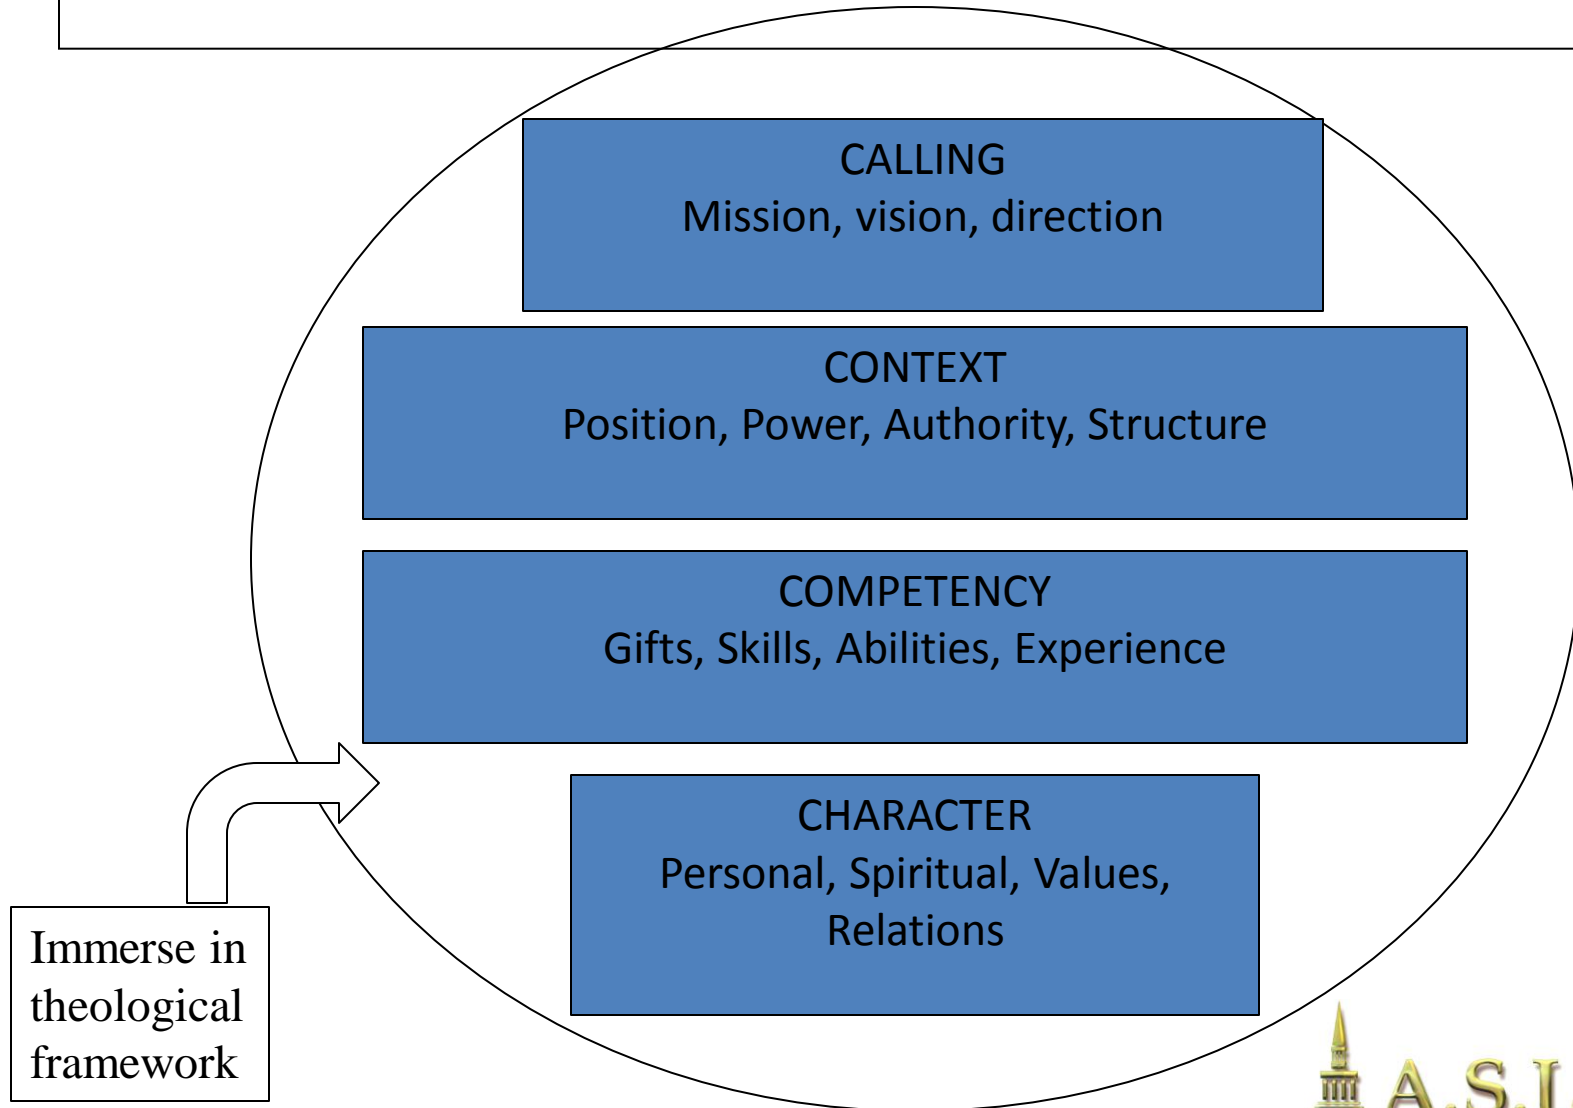 CALLING
Mission, vision, direction
CONTEXT
Position, Power, Authority, Structure
COMPETENCY
Gifts, Skills, Abilities, Experience
CHARACTER
Personal, Spiritual, Values,
Relations
Immerse in
theological
framework